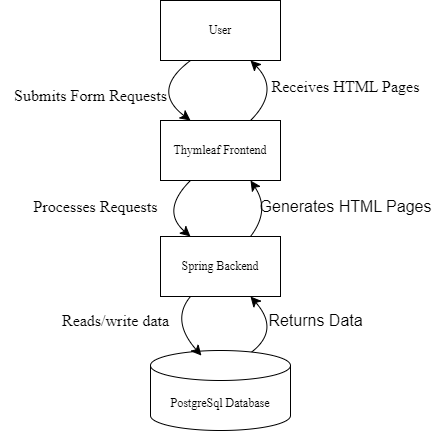 User
Submits Form Requests
Receives HTML Pages
Thymleaf Frontend
Processes Requests
Generates HTML Pages
Spring Backend
Reads/write data
Returns Data
PostgreSql Database